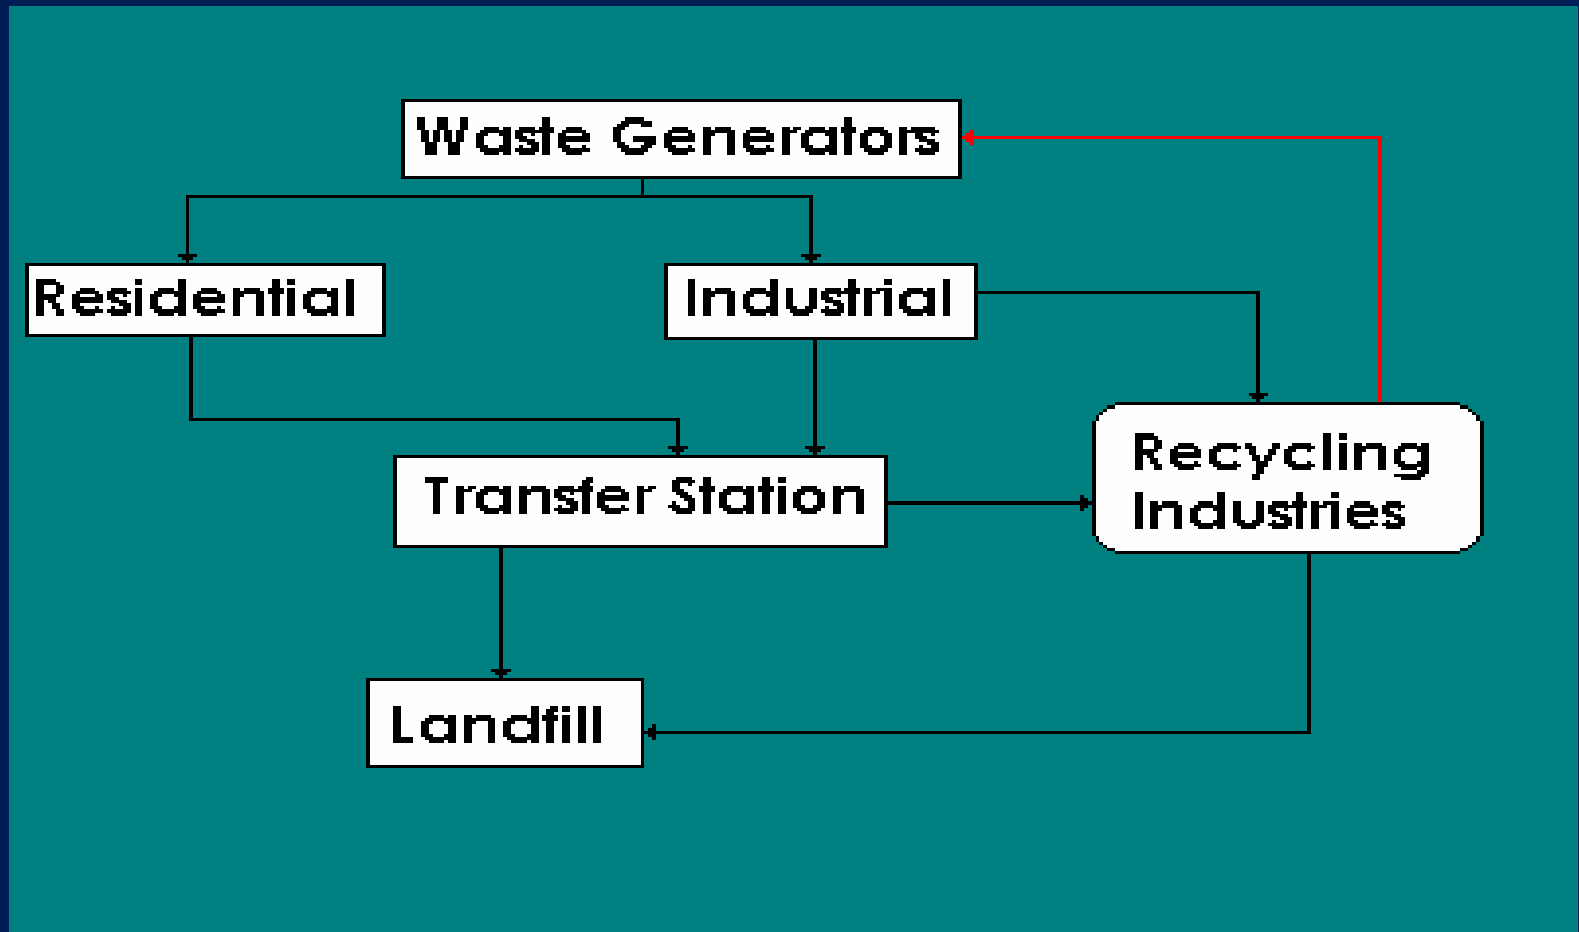 Waste Generators
Residential
Industrial
Recycling
Industries
Transfer Station
Landfill